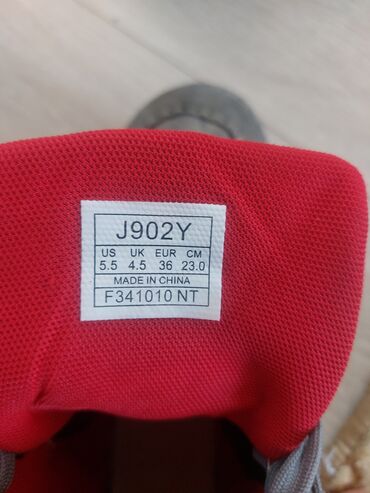 J902Y
US UK EUR CM
5.5 4.5 36 23.0
MADE IN CHINA
F341010 NT